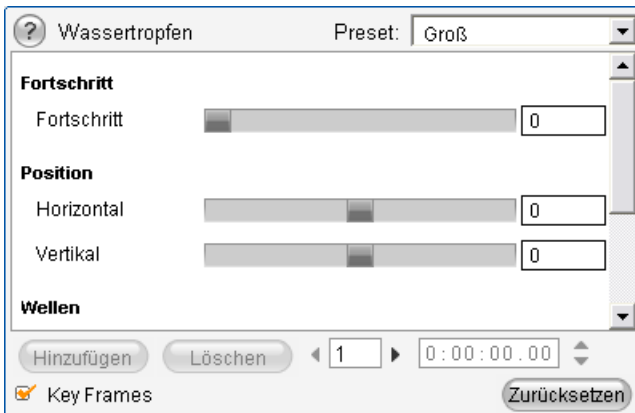 ? Wassertropfen Preset: Groß
Fortschritt
Fortschritt 0
Position
Horizontal 0
Vertikal 0
Wellen
Hinzufügen Löschen 1 0:00:00.00
Key Frames Zurücksetzen